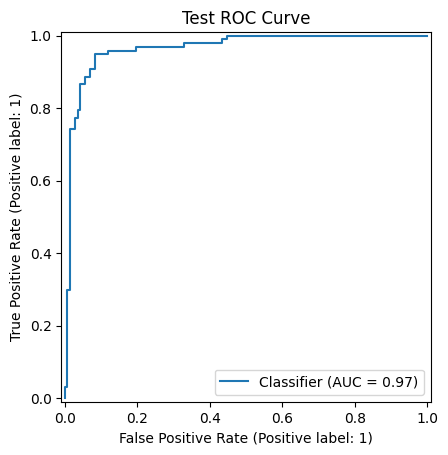 Test ROC Curve
True Positive Rate (Positive label: 1)
1.0
0.8
0.6
0.4
0.2
0.0
Classifier (AUC = 0.97)
0.0 0.2 0.4 0.6 0.8 1.0
False Positive Rate (Positive label: 1)